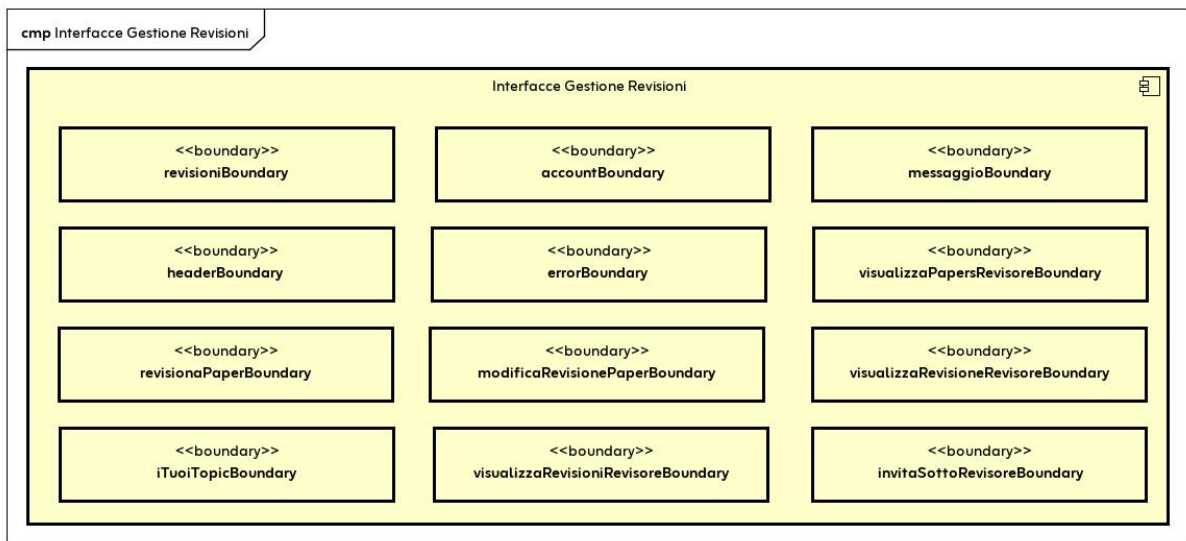 cmp Interfacce Gestione Revisioni
Interfacce Gestione Revisioni
<<boundary>>
revisioniBoundary
<<boundary>>
accountBoundary
<<boundary>>
messaggioBoundary
<<boundary>>
headerBoundary
<<boundary>>
errorBoundary
<<boundary>>
visualizzaPapersRevisoreBoundary
<<boundary>>
revisionaPaperBoundary
<<boundary>>
modificaRevisionePaperBoundary
<<boundary>>
visualizzaRevisioneRevisoreBoundary
<<boundary>>
iTuoiTopicBoundary
<<boundary>>
visualizzaRevisioniRevisoreBoundary
<<boundary>>
invitaSottoRevisoreBoundary